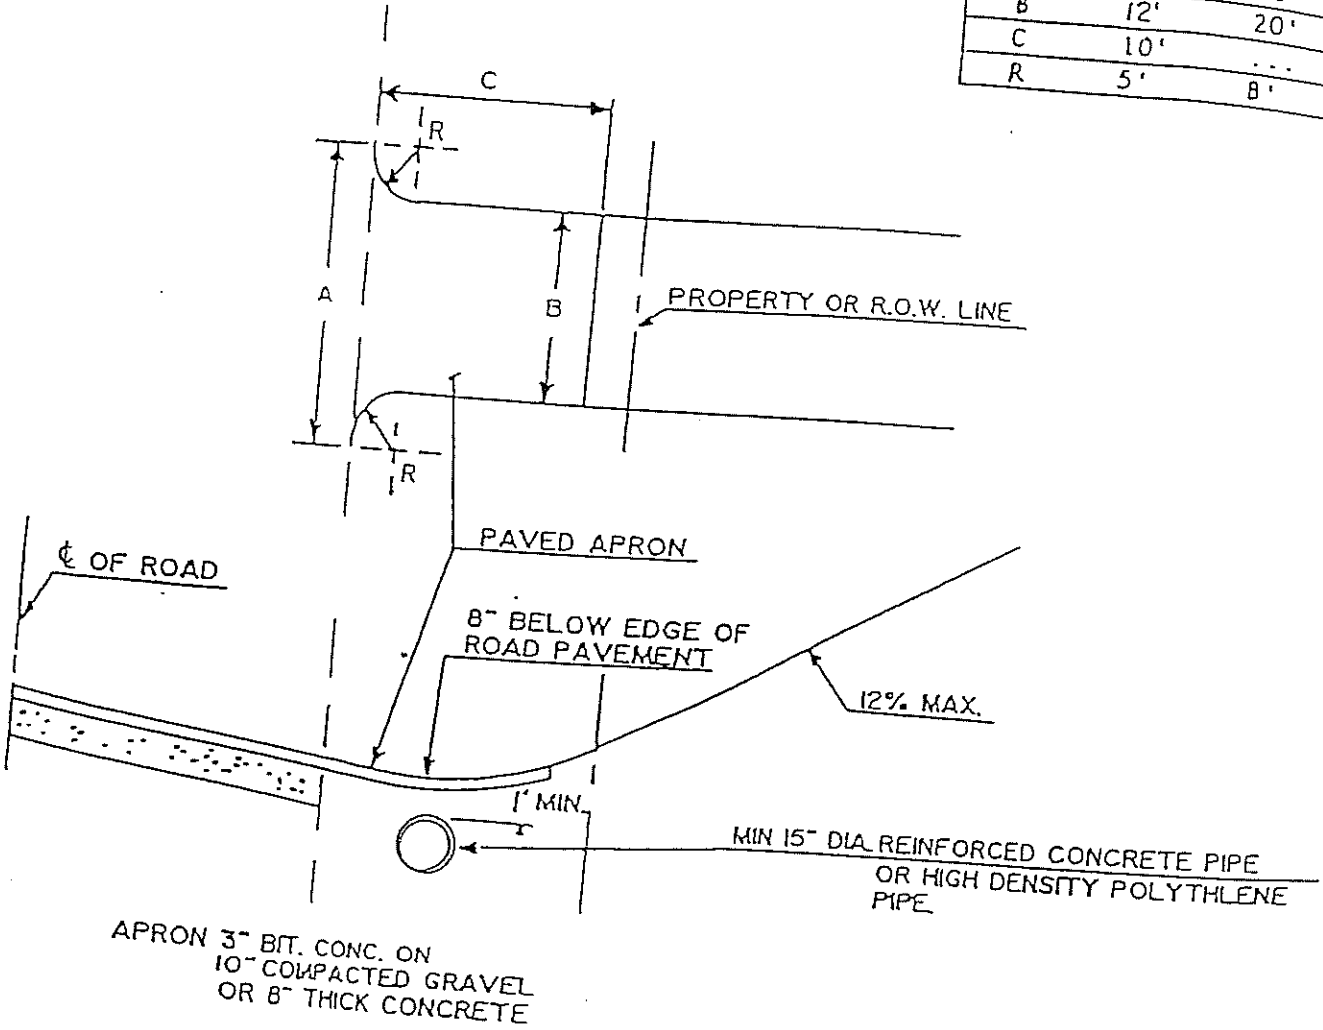 B 12' 20'
C 10' ...
R 5' 8'
C
R
A
B
PROPERTY OR R.O.W. LINE
R
PAVED APRON
℄ OF ROAD
8" BELOW EDGE OF
ROAD PAVEMENT
12% MAX.
1' MIN.
MIN 15" DIA. REINFORCED CONCRETE PIPE
OR HIGH DENSITY POLYTHLENE
PIPE
APRON 3" BIT. CONC. ON
10" COMPACTED GRAVEL
OR 8" THICK CONCRETE